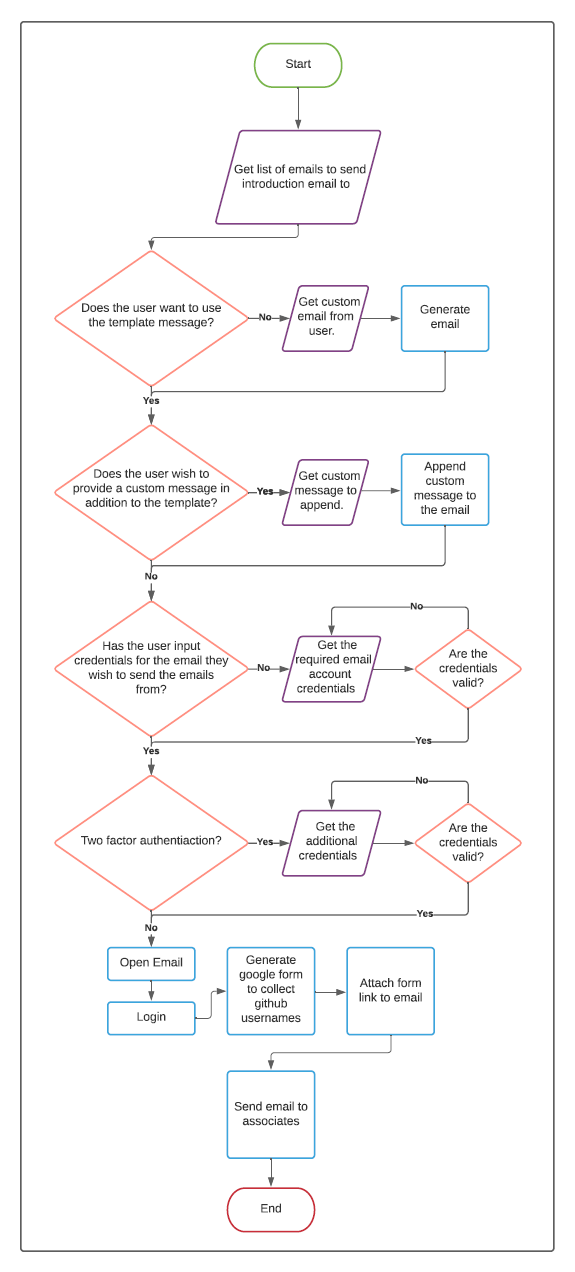 Start
Get list of emails to send
introduction email to
Does the user want to use
the template message?
No
Get custom
email from
user.
Generate
email
Yes
Does the user wish to
provide a custom message in
addition to the template?
Yes
Get custom
message to
append.
Append
custom
message to
the email
No
Has the user input
credentials for the email they
wish to send the emails
from?
No
Get the
required email
account
credentials
No
Are the
credentials
valid?
Yes
Yes
Two factor authentiaction?
Yes
Get the
additional
credentials
No
Are the
credentials
valid?
Yes
No
Open Email
Login
Generate
google form
to collect
github
usernames
Attach form
link to email
Send email to
associates
End